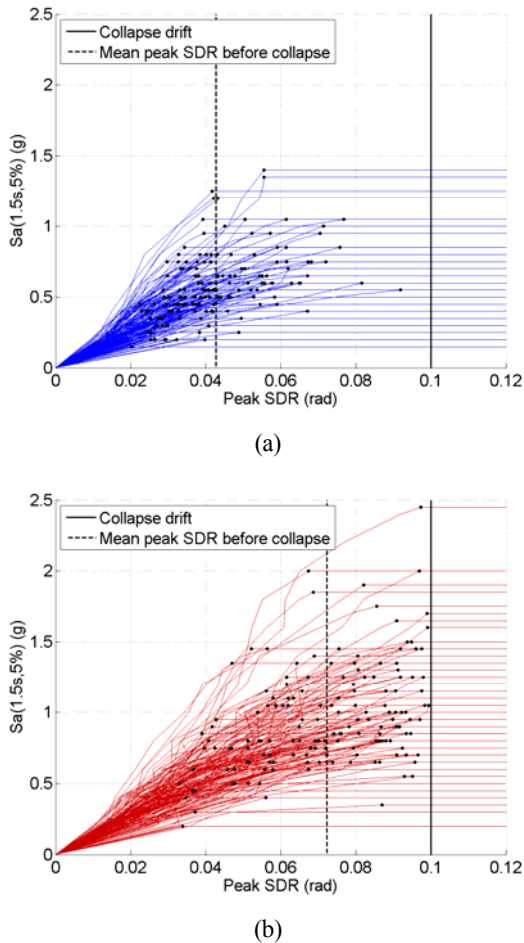 2.5
Collapse drift
Mean peak SDR before collapse
2
1.5
1
0.5
0
Sa(1.5s,5%) (g)
0 0.02 0.04 0.06 0.08 0.1 0.12
Peak SDR (rad)
(a)
2.5
Collapse drift
Mean peak SDR before collapse
2
1.5
1
0.5
0
Sa(1.5s,5%) (g)
0 0.02 0.04 0.06 0.08 0.1 0.12
Peak SDR (rad)
(b)